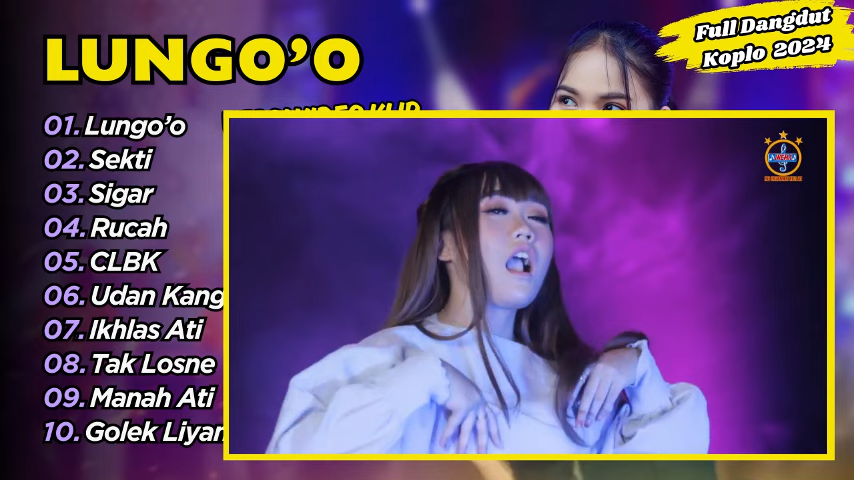 LUNGO'O
Full Dangdut
Koplo 2024
01. Lungo'o
02. Sekti
03. Sigar
04. Rucah
05. CLBK
06. Udan Kang
07. Ikhlas Ati
08. Tak Losne
09. Manah Ati
10. Golek Liyan